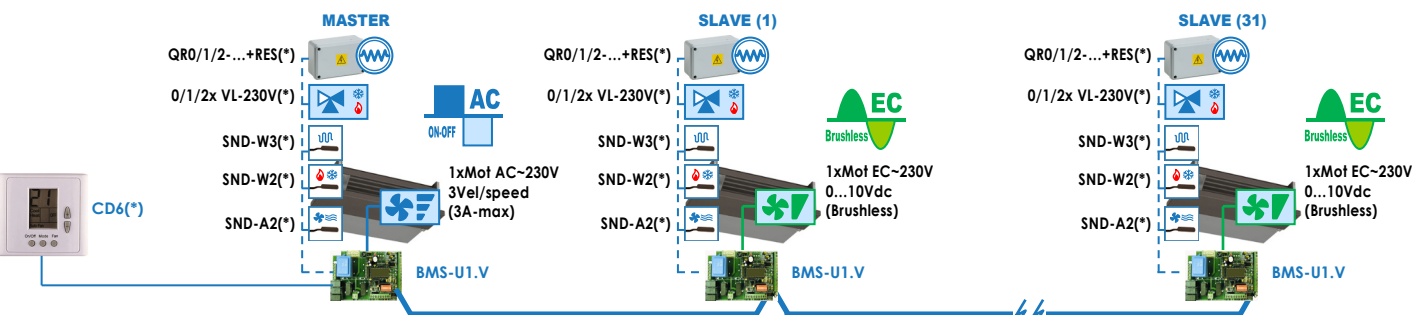 MASTER
SLAVE (1)
SLAVE (31)
QR0/1/2-...+RES(*)
0/1/2x VL-230V(*)
SND-W3(*)
SND-W2(*)
SND-A2(*)
AC
ON-OFF
1xMot AC~230V
3Vel/speed
(3A-max)
BMS-U1.V
CD6(*)
On/Off Mode Fan
QR0/1/2-...+RES(*)
0/1/2x VL-230V(*)
SND-W3(*)
SND-W2(*)
SND-A2(*)
EC
Brushless
1xMot EC~230V
0...10Vdc
(Brushless)
BMS-U1.V
QR0/1/2-...+RES(*)
0/1/2x VL-230V(*)
SND-W3(*)
SND-W2(*)
SND-A2(*)
EC
Brushless
1xMot EC~230V
0...10Vdc
(Brushless)
BMS-U1.V